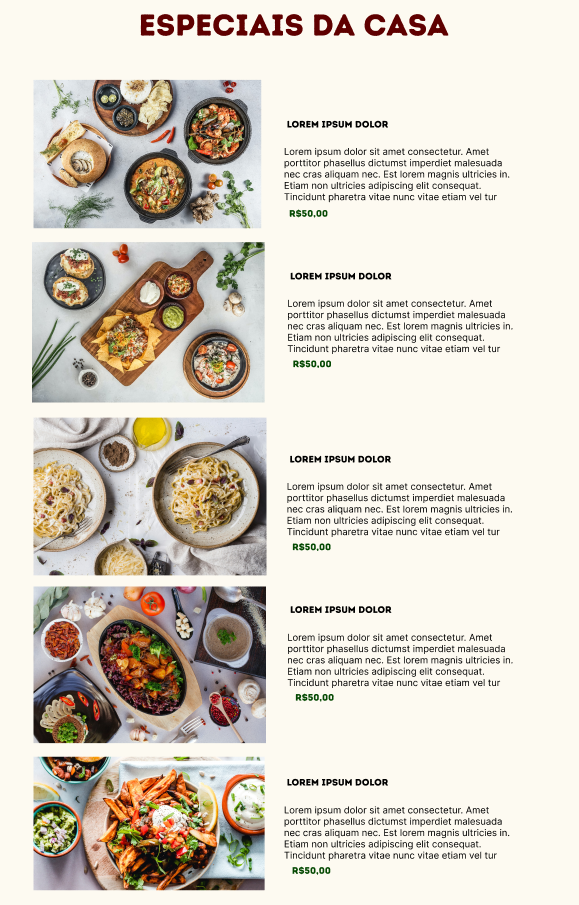 ESPECIAIS DA CASA
LOREM IPSUM DOLOR
Lorem ipsum dolor sit amet consectetur. Amet
porttitor phasellus dictumst imperdiet malesuada
nec cras aliquam nec. Est lorem magnis ultricies in.
Etiam non ultricies adipiscing elit consequat.
Tincidunt pharetra vitae nunc vitae etiam vel tur
R$50,00
LOREM IPSUM DOLOR
Lorem ipsum dolor sit amet consectetur. Amet
porttitor phasellus dictumst imperdiet malesuada
nec cras aliquam nec. Est lorem magnis ultricies in.
Etiam non ultricies adipiscing elit consequat.
Tincidunt pharetra vitae nunc vitae etiam vel tur
R$50,00
LOREM IPSUM DOLOR
Lorem ipsum dolor sit amet consectetur. Amet
porttitor phasellus dictumst imperdiet malesuada
nec cras aliquam nec. Est lorem magnis ultricies in.
Etiam non ultricies adipiscing elit consequat.
Tincidunt pharetra vitae nunc vitae etiam vel tur
R$50,00
LOREM IPSUM DOLOR
Lorem ipsum dolor sit amet consectetur. Amet
porttitor phasellus dictumst imperdiet malesuada
nec cras aliquam nec. Est lorem magnis ultricies in.
Etiam non ultricies adipiscing elit consequat.
Tincidunt pharetra vitae nunc vitae etiam vel tur
R$50,00
LOREM IPSUM DOLOR
Lorem ipsum dolor sit amet consectetur. Amet
porttitor phasellus dictumst imperdiet malesuada
nec cras aliquam nec. Est lorem magnis ultricies in.
Etiam non ultricies adipiscing elit consequat.
Tincidunt pharetra vitae nunc vitae etiam vel tur
R$50,00